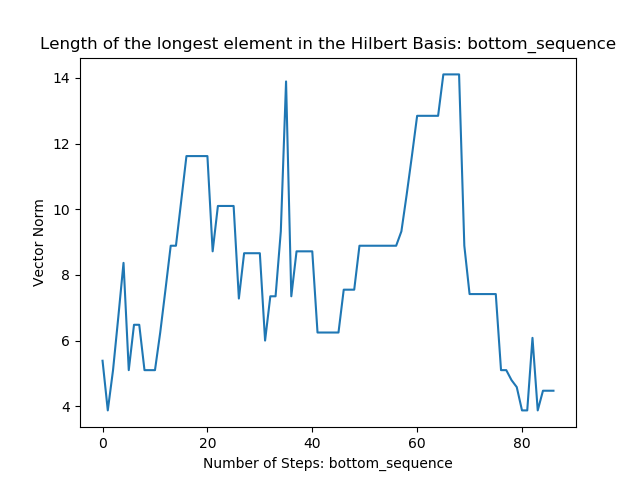 Length of the longest element in the Hilbert Basis: bottom_sequence
14
12
10
8
6
4
Vector Norm
0 20 40 60 80
Number of Steps: bottom_sequence